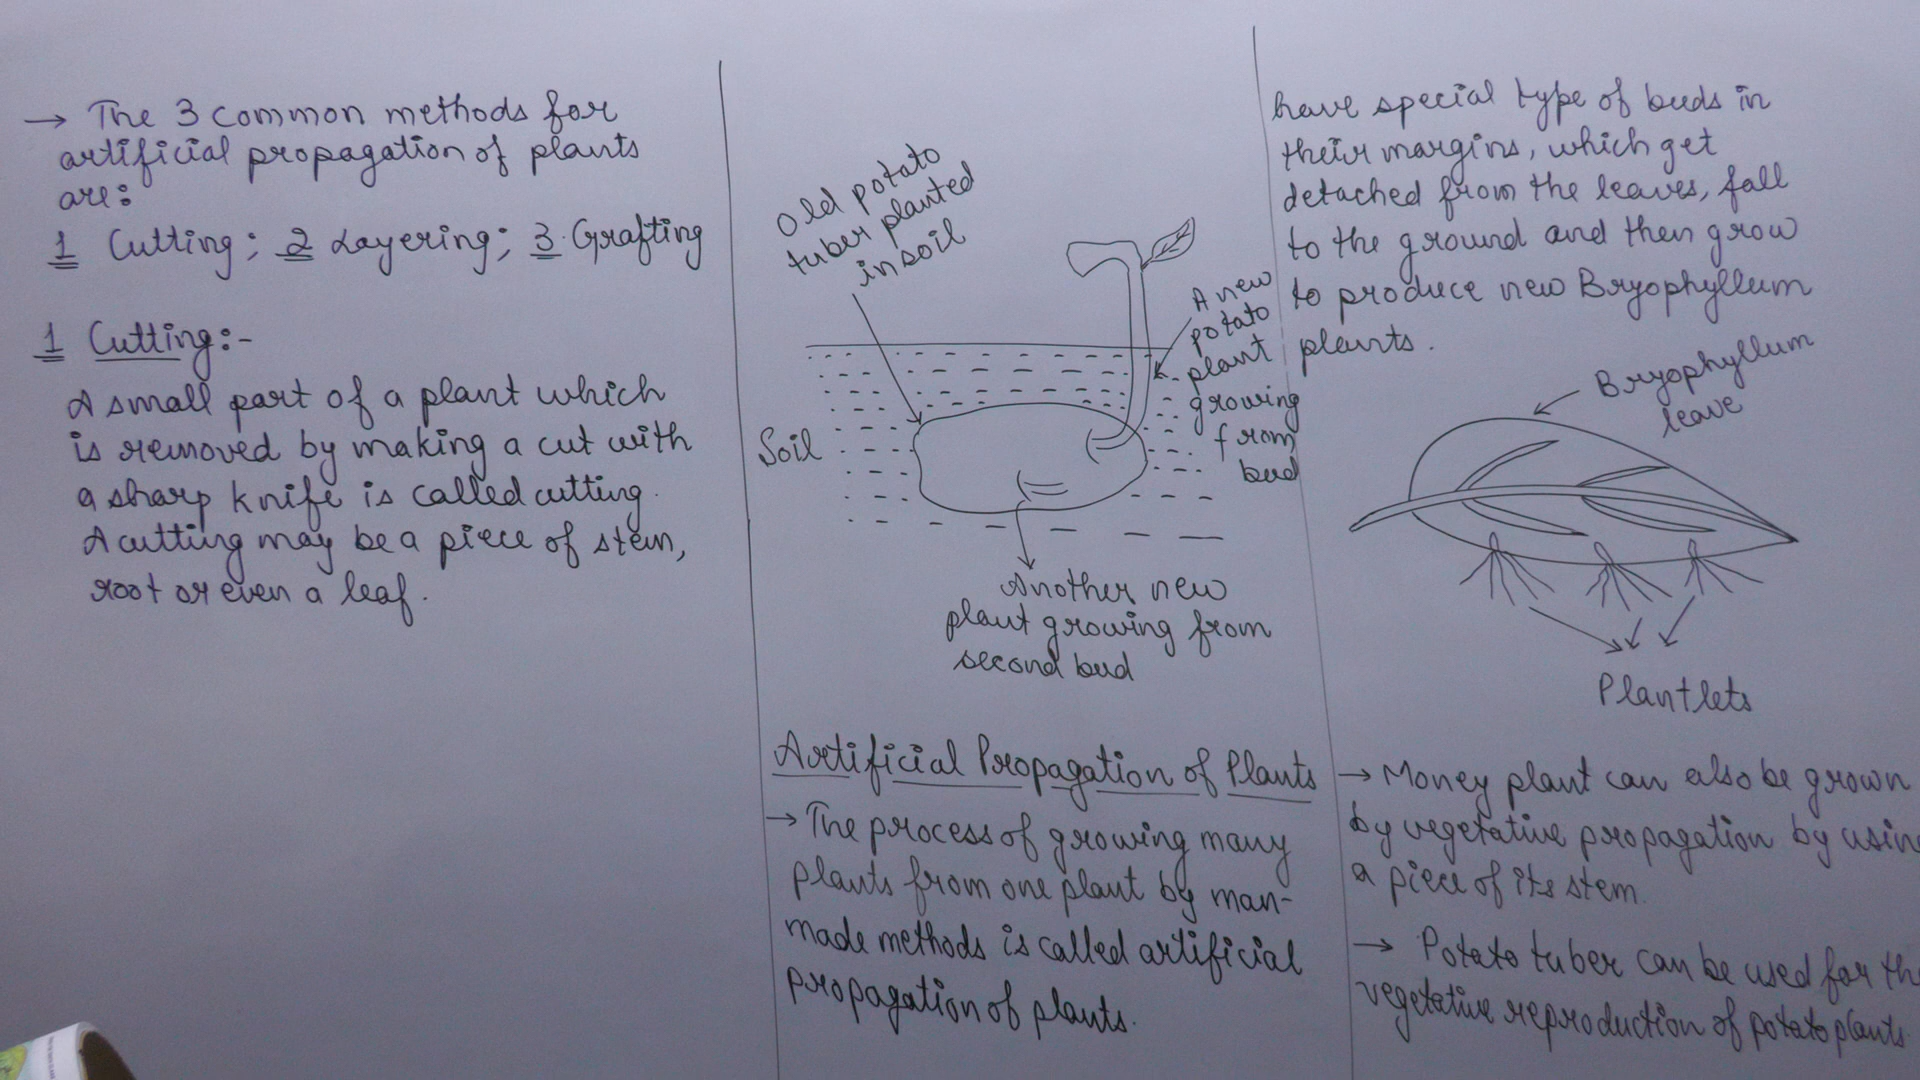 → The 3 common methods for
artificial propagation of plants
are:
1 Cutting; 2 Layering; 3. Grafting
1 Cutting:-
A small part of a plant which
is removed by making a cut with
a sharp knife is called cutting.
A cutting may be a piece of stem,
root or even a leaf.
Old potato
tuber planted
in soil
A new
potato
plant
growing
from
bud
Soil
Another new
plant growing from
second bud
Artificial Propagation of Plants
→ The process of growing many
plants from one plant by man-
made methods is called artificial
propagation of plants.
have special type of buds in
their margins, which get
detached from the leaves, fall
to the ground and then grow
to produce new Bryophyllum
plants.
Bryophyllum
leave
Plantlets
→ Money plant can also be grown
by vegetative propagation by using
a piece of its stem.
→ Potato tuber can be used for th
vegetative reproduction of potato plants.